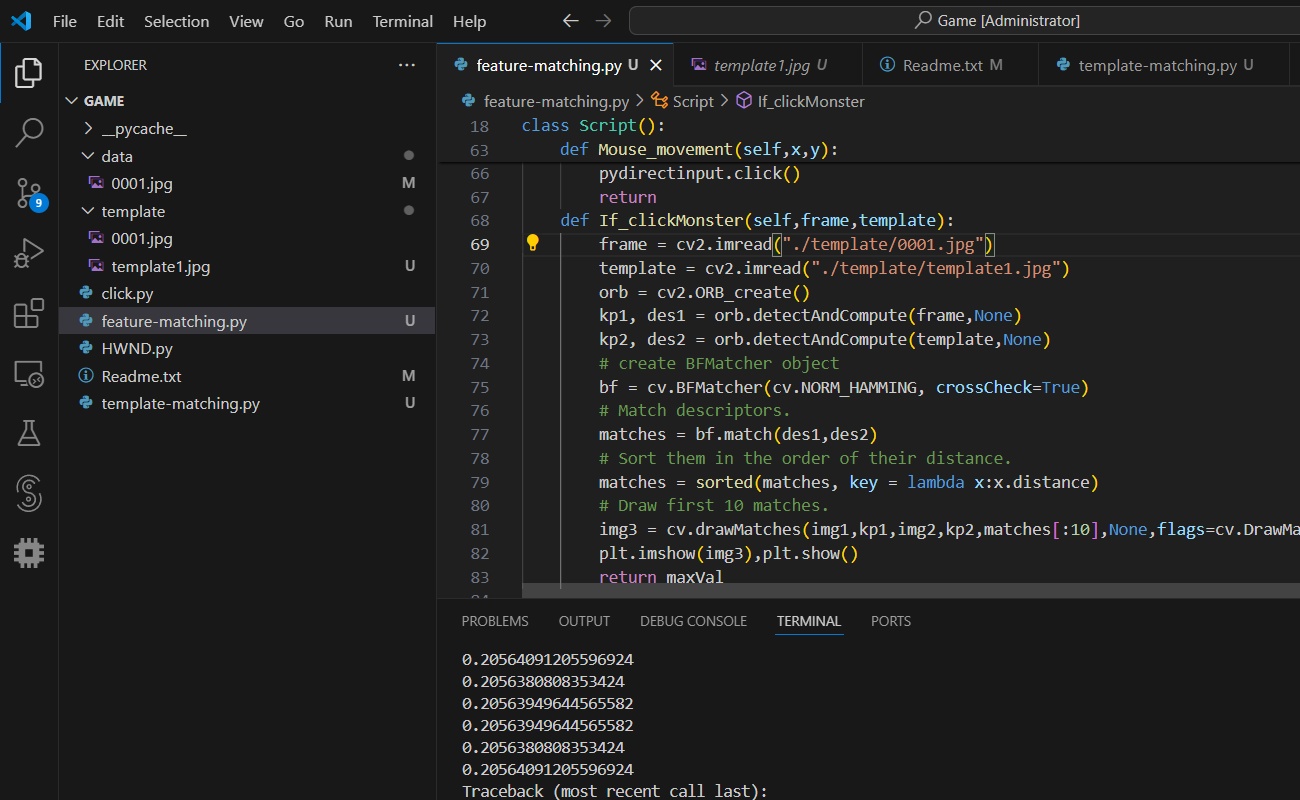 File Edit Selection View Go Run Terminal Help
Game [Administrator]
EXPLORER
GAME
__pycache__
data
0001.jpg M
template
0001.jpg
template1.jpg U
click.py
feature-matching.py U
HWND.py
Readme.txt M
template-matching.py U
9
feature-matching.py U template1.jpg U Readme.txt M template-matching.py U
feature-matching.py > Script > If_clickMonster
18 class Script():
63 def Mouse_movement(self,x,y):
66 pydirectinput.click()
67 return
68 def If_clickMonster(self,frame,template):
69 frame = cv2.imread("./template/0001.jpg")
70 template = cv2.imread("./template/template1.jpg")
71 orb = cv2.ORB_create()
72 kp1, des1 = orb.detectAndCompute(frame,None)
73 kp2, des2 = orb.detectAndCompute(template,None)
74 # create BFMatcher object
75 bf = cv.BFMatcher(cv.NORM_HAMMING, crossCheck=True)
76 # Match descriptors.
77 matches = bf.match(des1,des2)
78 # Sort them in the order of their distance.
79 matches = sorted(matches, key = lambda x:x.distance)
80 # Draw first 10 matches.
81 img3 = cv.drawMatches(img1,kp1,img2,kp2,matches[:10],None,flags=cv.DrawMa
82 plt.imshow(img3),plt.show()
83 return maxVal
PROBLEMS OUTPUT DEBUG CONSOLE TERMINAL PORTS
0.20564091205596924
0.2056380808353424
0.20563949644565582
0.20563949644565582
0.2056380808353424
0.20564091205596924
Traceback (most recent call last):